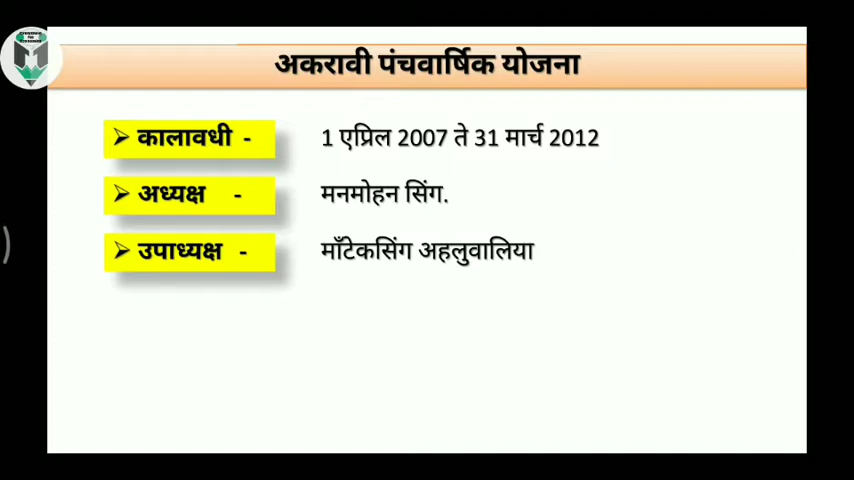 अकरावी पंचवार्षिक योजना
➢ कालावधी - 1 एप्रिल 2007 ते 31 मार्च 2012
➢ अध्यक्ष - मनमोहन सिंग.
➢ उपाध्यक्ष - माँटेकसिंग अहलुवालिया